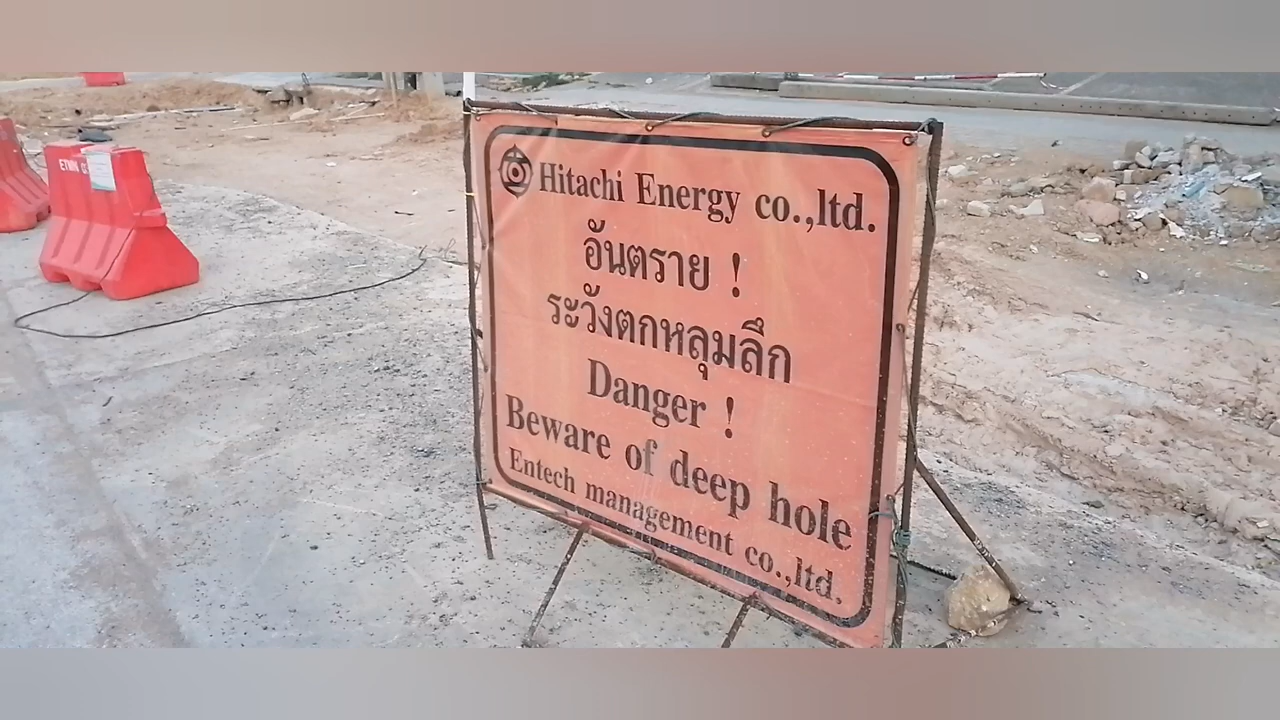 Hitachi Energy co.,ltd.
อันตราย !
ระวังตกหลุมลึก
Danger !
Beware of deep hole
Entech management co.,ltd.